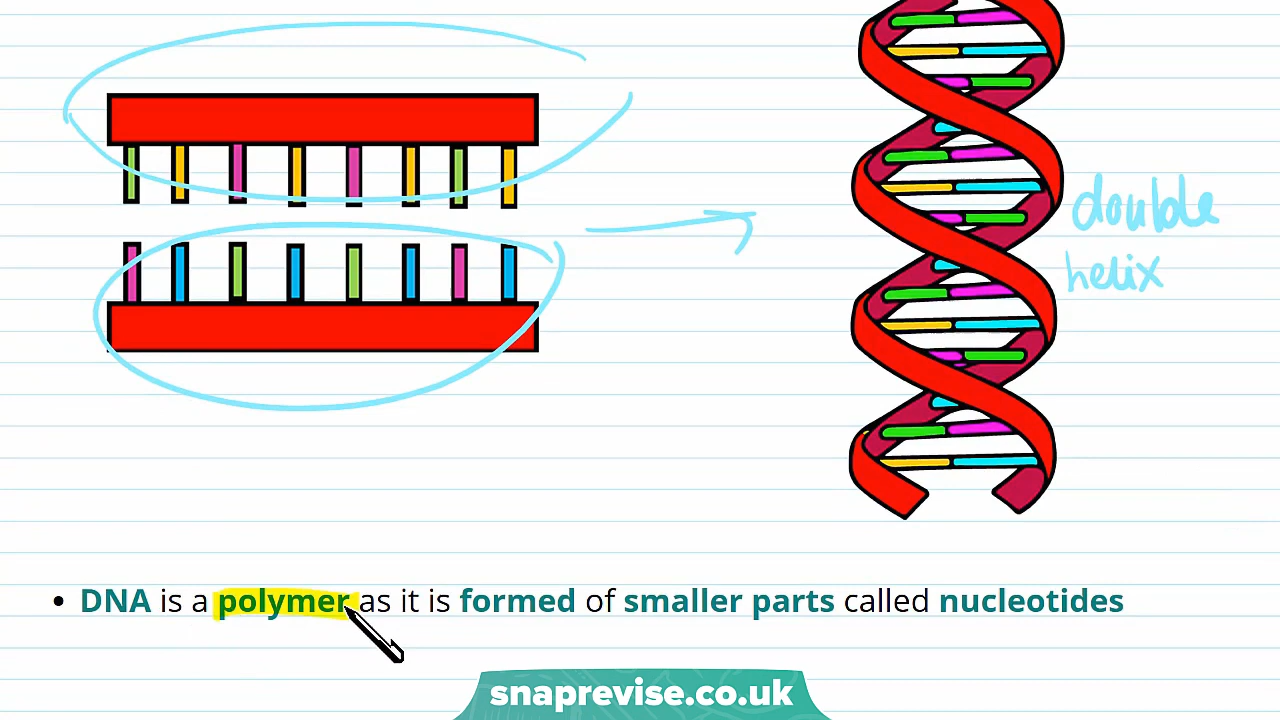 double
helix
• DNA is a polymer as it is formed of smaller parts called nucleotides
snaprevise.co.uk